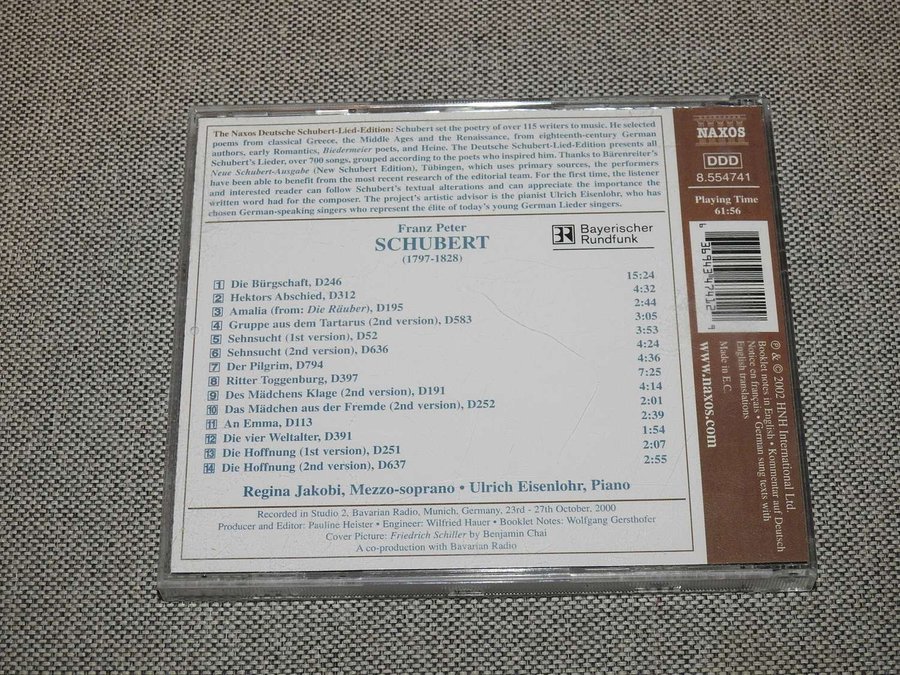 The Naxos Deutsche Schubert-Lied-Edition: Schubert set the poetry of over 115 writers to music. He selected
poems from classical Greece, the Middle Ages and the Renaissance, from eighteenth-century German
authors, early Romantics, Biedermeier poets, and Heine. The Deutsche Schubert-Lied-Edition presents all
Schubert's Lieder, over 700 songs, grouped according to the poets who inspired him. Thanks to Bärenreiter's
Neue Schubert-Ausgabe (New Schubert Edition), Tübingen, which uses primary sources, the performers
have been able to benefit from the most recent research of the editorial team. For the first time, the listener
and interested reader can follow Schubert's textual alterations and can appreciate the importance the
written word had for the composer. The project's artistic advisor is the pianist Ulrich Eisenlohr, who has
chosen German-speaking singers who represent the élite of today's young German Lieder singers.
Franz Peter
SCHUBERT
(1797-1828)
BR Bayerischer
Rundfunk
1 Die Bürgschaft, D246 15:24
2 Hektors Abschied, D312 4:32
3 Amalia (from: Die Räuber), D195 2:44
4 Gruppe aus dem Tartarus (2nd version), D583 3:05
5 Sehnsucht (1st version), D52 3:53
6 Sehnsucht (2nd version), D636 4:24
7 Der Pilgrim, D794 4:36
8 Ritter Toggenburg, D397 7:25
9 Des Mädchens Klage (2nd version), D191 4:14
10 Das Mädchen aus der Fremde (2nd version), D252 2:01
11 An Emma, D113 2:39
12 Die vier Weltalter, D391 1:54
13 Die Hoffnung (1st version), D251 2:07
14 Die Hoffnung (2nd version), D637 2:55
Regina Jakobi, Mezzo-soprano • Ulrich Eisenlohr, Piano
Recorded in Studio 2, Bavarian Radio, Munich, Germany, 23rd - 27th October, 2000
Producer and Editor: Pauline Heister • Engineer: Wilfried Hauer • Booklet Notes: Wolfgang Gersthofer
Cover Picture: Friedrich Schiller by Benjamin Chai
A co-production with Bavarian Radio
NAXOS
DDD
8.554741
Playing Time
61:56
6 36943 47412 9
℗ & © 2002 HNH International Ltd.
Booklet notes in English • Kommentar auf Deutsch
Notice en français • German sung texts with
English translations
Made in E.C.
www.naxos.com